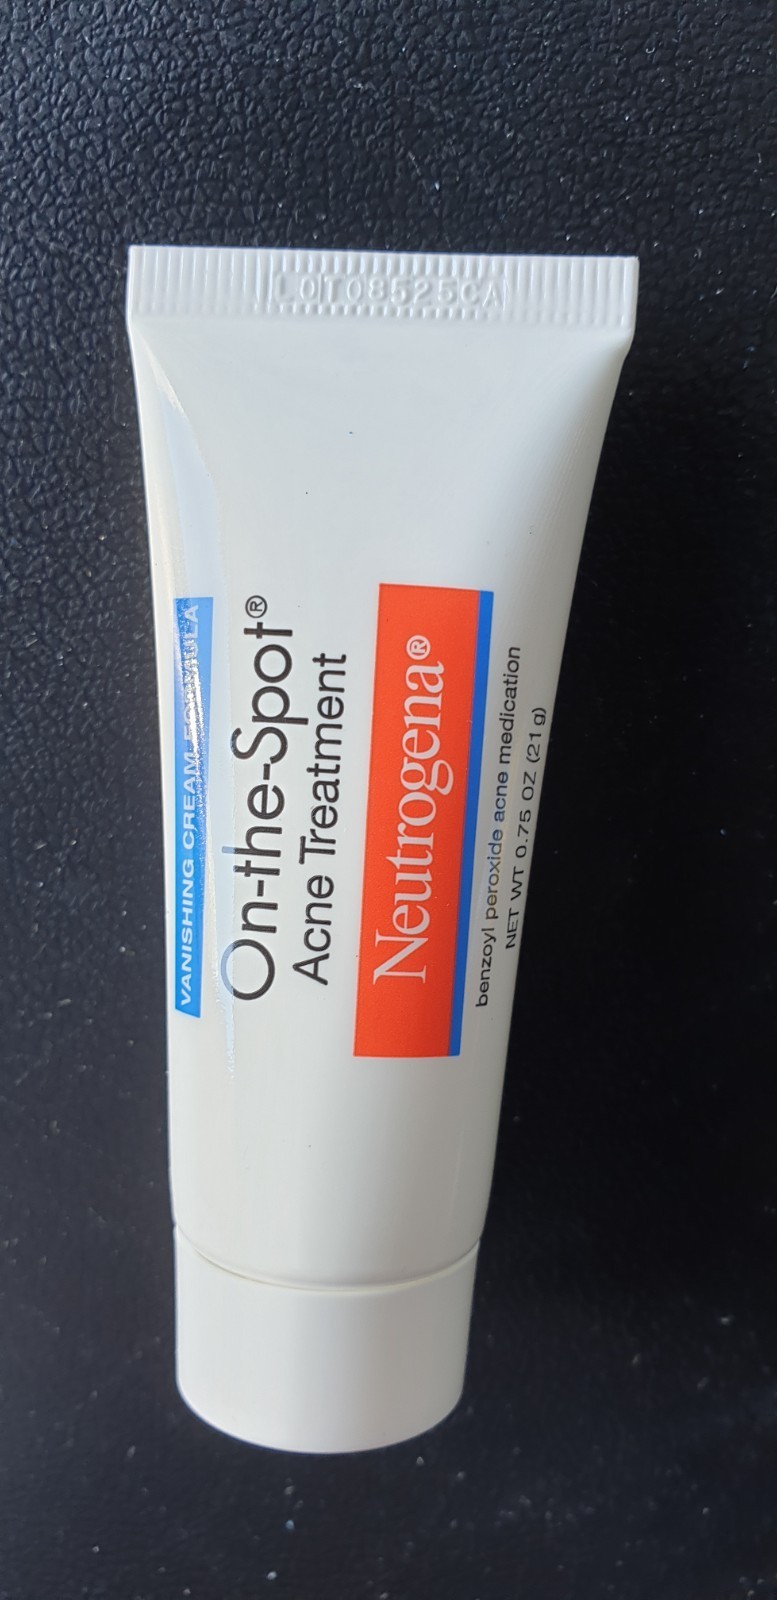 LOT08525CA
VANISHING CREAM FORMULA
On-the-Spot®
Acne Treatment
Neutrogena®
benzoyl peroxide acne medication
NET WT 0.75 OZ (21 g)